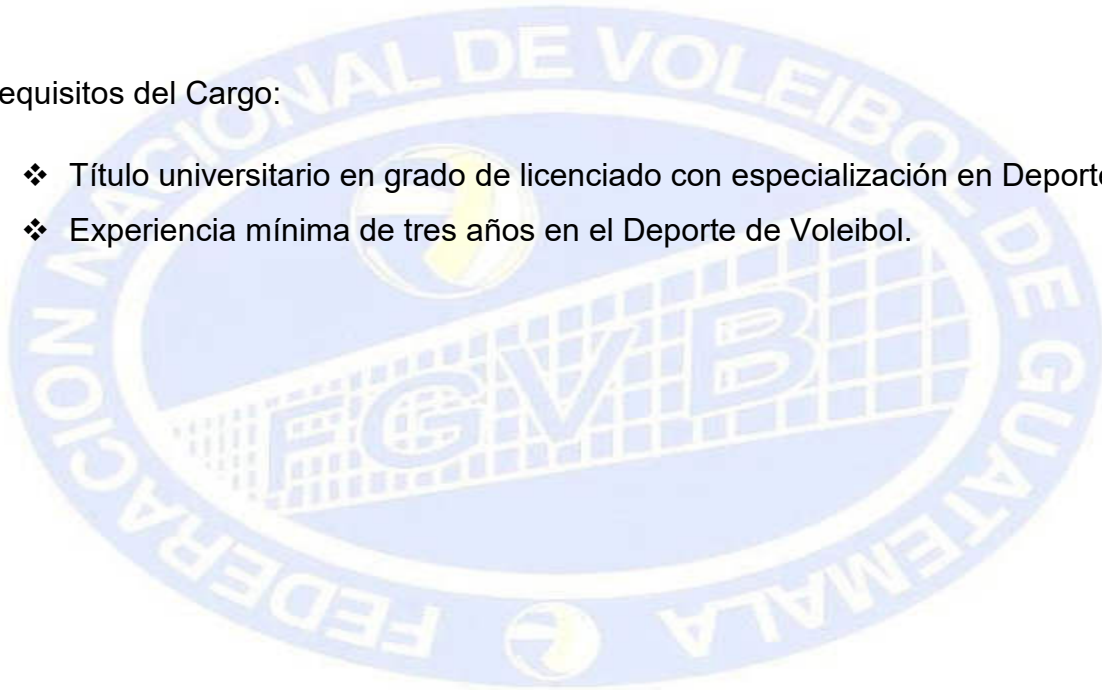 equisitos del Cargo:
❖ Título universitario en grado de licenciado con especialización en Deporte
❖ Experiencia mínima de tres años en el Deporte de Voleibol.
FEDERACION NACIONAL DE VOLEIBOL DE GUATEMALA
FGVB